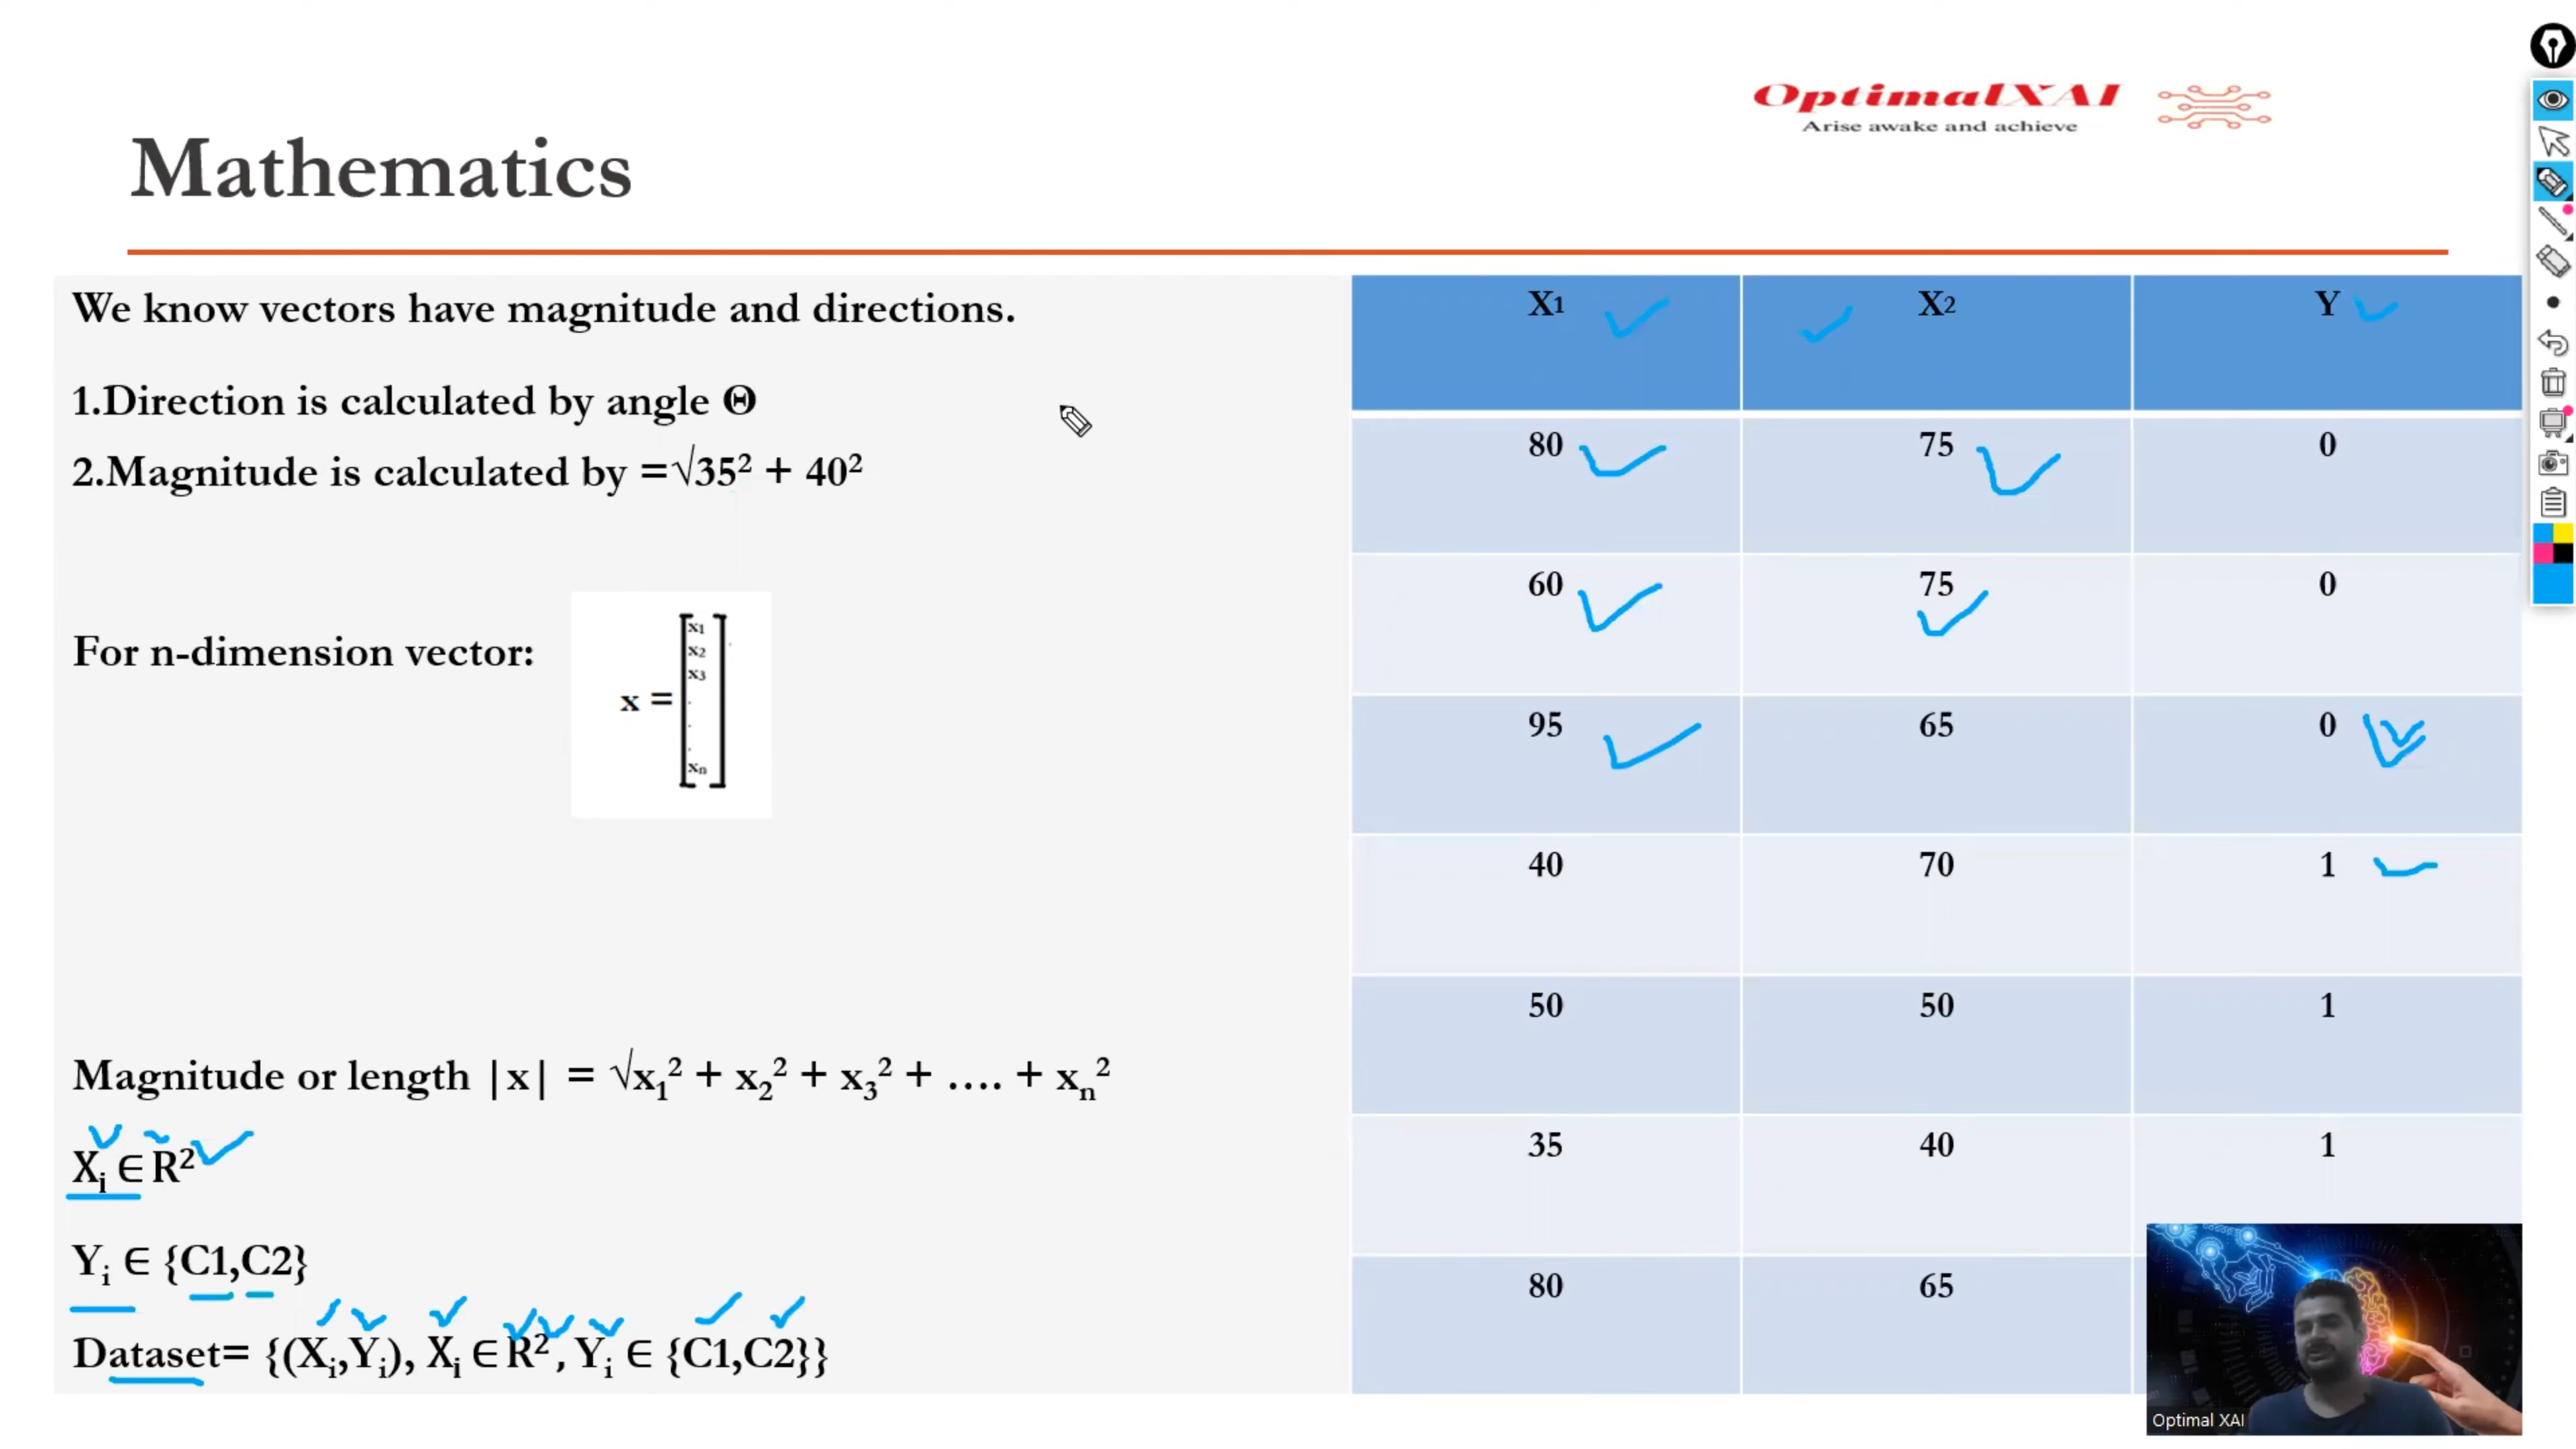 OptimalXAI
Arise awake and achieve
Mathematics
We know vectors have magnitude and directions.
1.Direction is calculated by angle Θ
2.Magnitude is calculated by =√35² + 40²
For n-dimension vector:
x =
x₁
x₂
x₃
.
.
.
xₙ
Magnitude or length |x| = √x₁² + x₂² + x₃² + .... + xₙ²
Xᵢ ∈ R²
Yᵢ ∈ {C1,C2}
Dataset= {(Xᵢ,Yᵢ), Xᵢ ∈ R², Yᵢ ∈ {C1,C2}}
X1 X2 Y
80 75 0
60 75 0
95 65 0
40 70 1
50 50 1
35 40 1
80 65
Optimal XAI